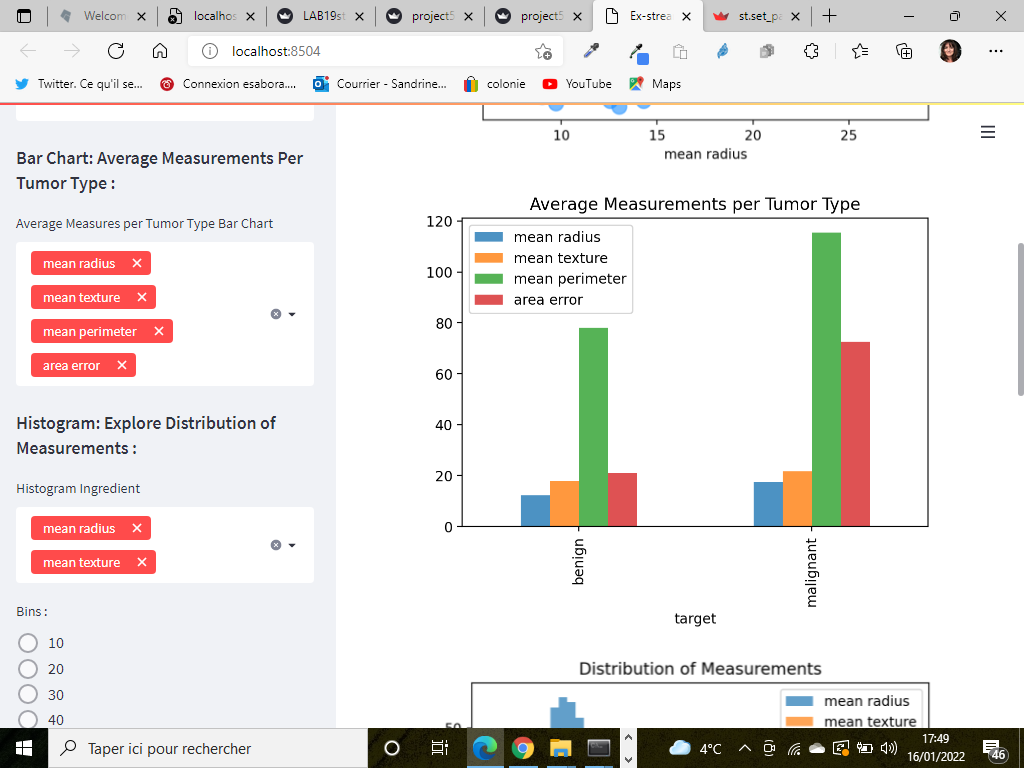 Welcom
localhos
LAB19st
project5
project5
Ex-strea
st.set_pa
localhost:8504
Twitter. Ce qu'il se...
Connexion esabora....
Courrier - Sandrine...
colonie
YouTube
Maps
Bar Chart: Average Measurements Per
Tumor Type :
Average Measures per Tumor Type Bar Chart
mean radius
mean texture
mean perimeter
area error
Histogram: Explore Distribution of
Measurements :
Histogram Ingredient
mean radius
mean texture
Bins :
10
20
30
40
10 15 20 25
mean radius
Average Measurements per Tumor Type
120
100
80
60
40
20
0
mean radius
mean texture
mean perimeter
area error
benign
malignant
target
Distribution of Measurements
50
mean radius
mean texture
Taper ici pour rechercher
4°C
17:49
16/01/2022
46